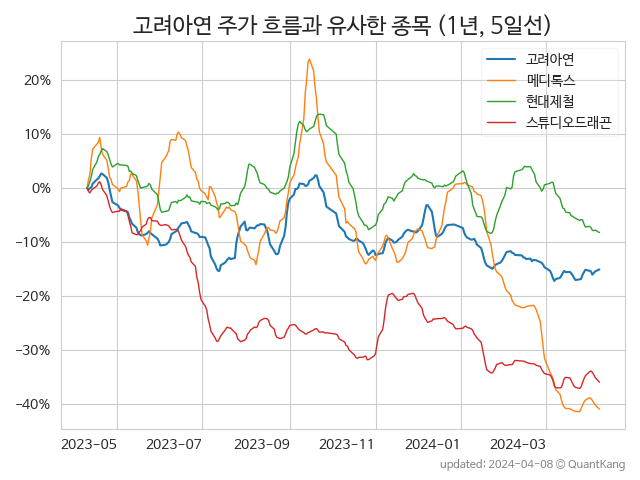 고려아연 주가 흐름과 유사한 종목 (1년, 5일선)
고려아연
메디톡스
현대제철
스튜디오드래곤
20%
10%
0%
−10%
−20%
−30%
−40%
2023-05 2023-07 2023-09 2023-11 2024-01 2024-03
updated: 2024-04-08 © QuantKang